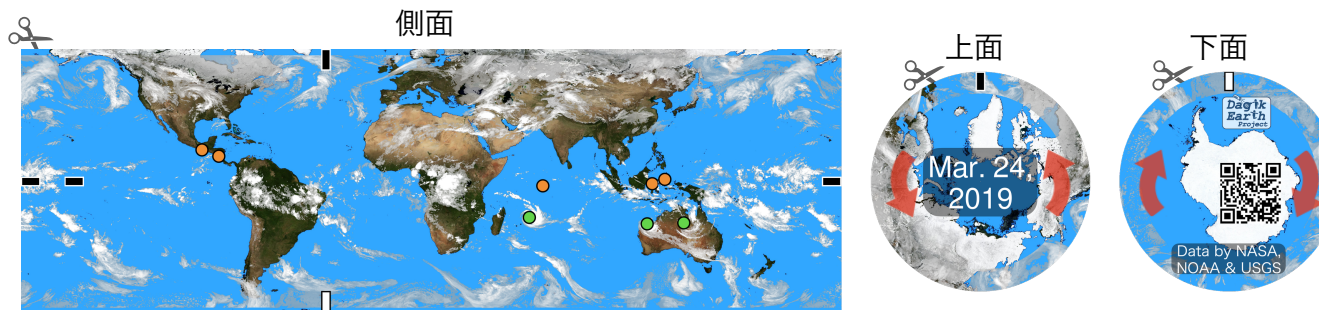 側面
上面
下面
Mar. 24,
2019
Dagik
Earth
Project
Data by NASA,
NOAA & USGS